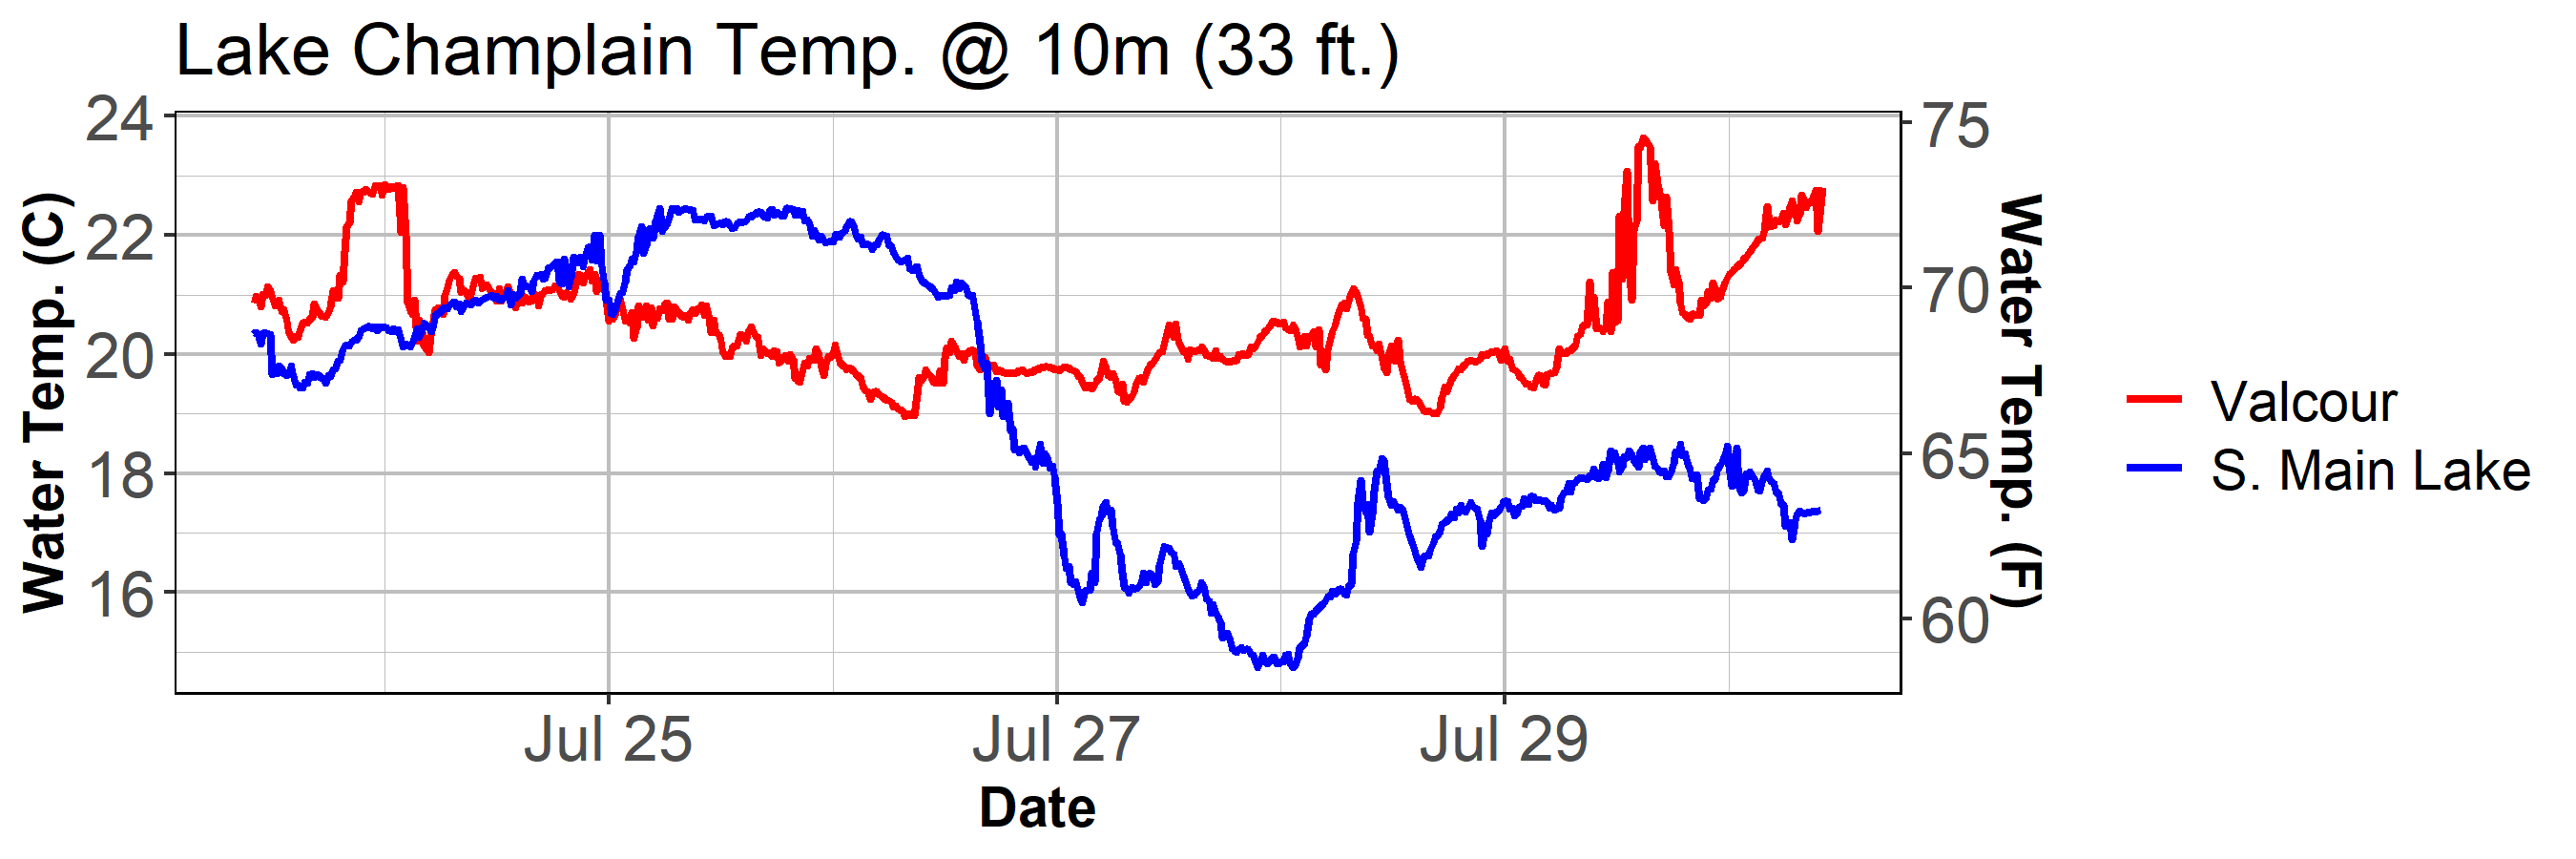 Lake Champlain Temp. @ 10m (33 ft.)
Water Temp. (C)
24
22
20
18
16
75
70
65
60
Water Temp. (F)
Jul 25
Jul 27
Jul 29
Date
Valcour
S. Main Lake